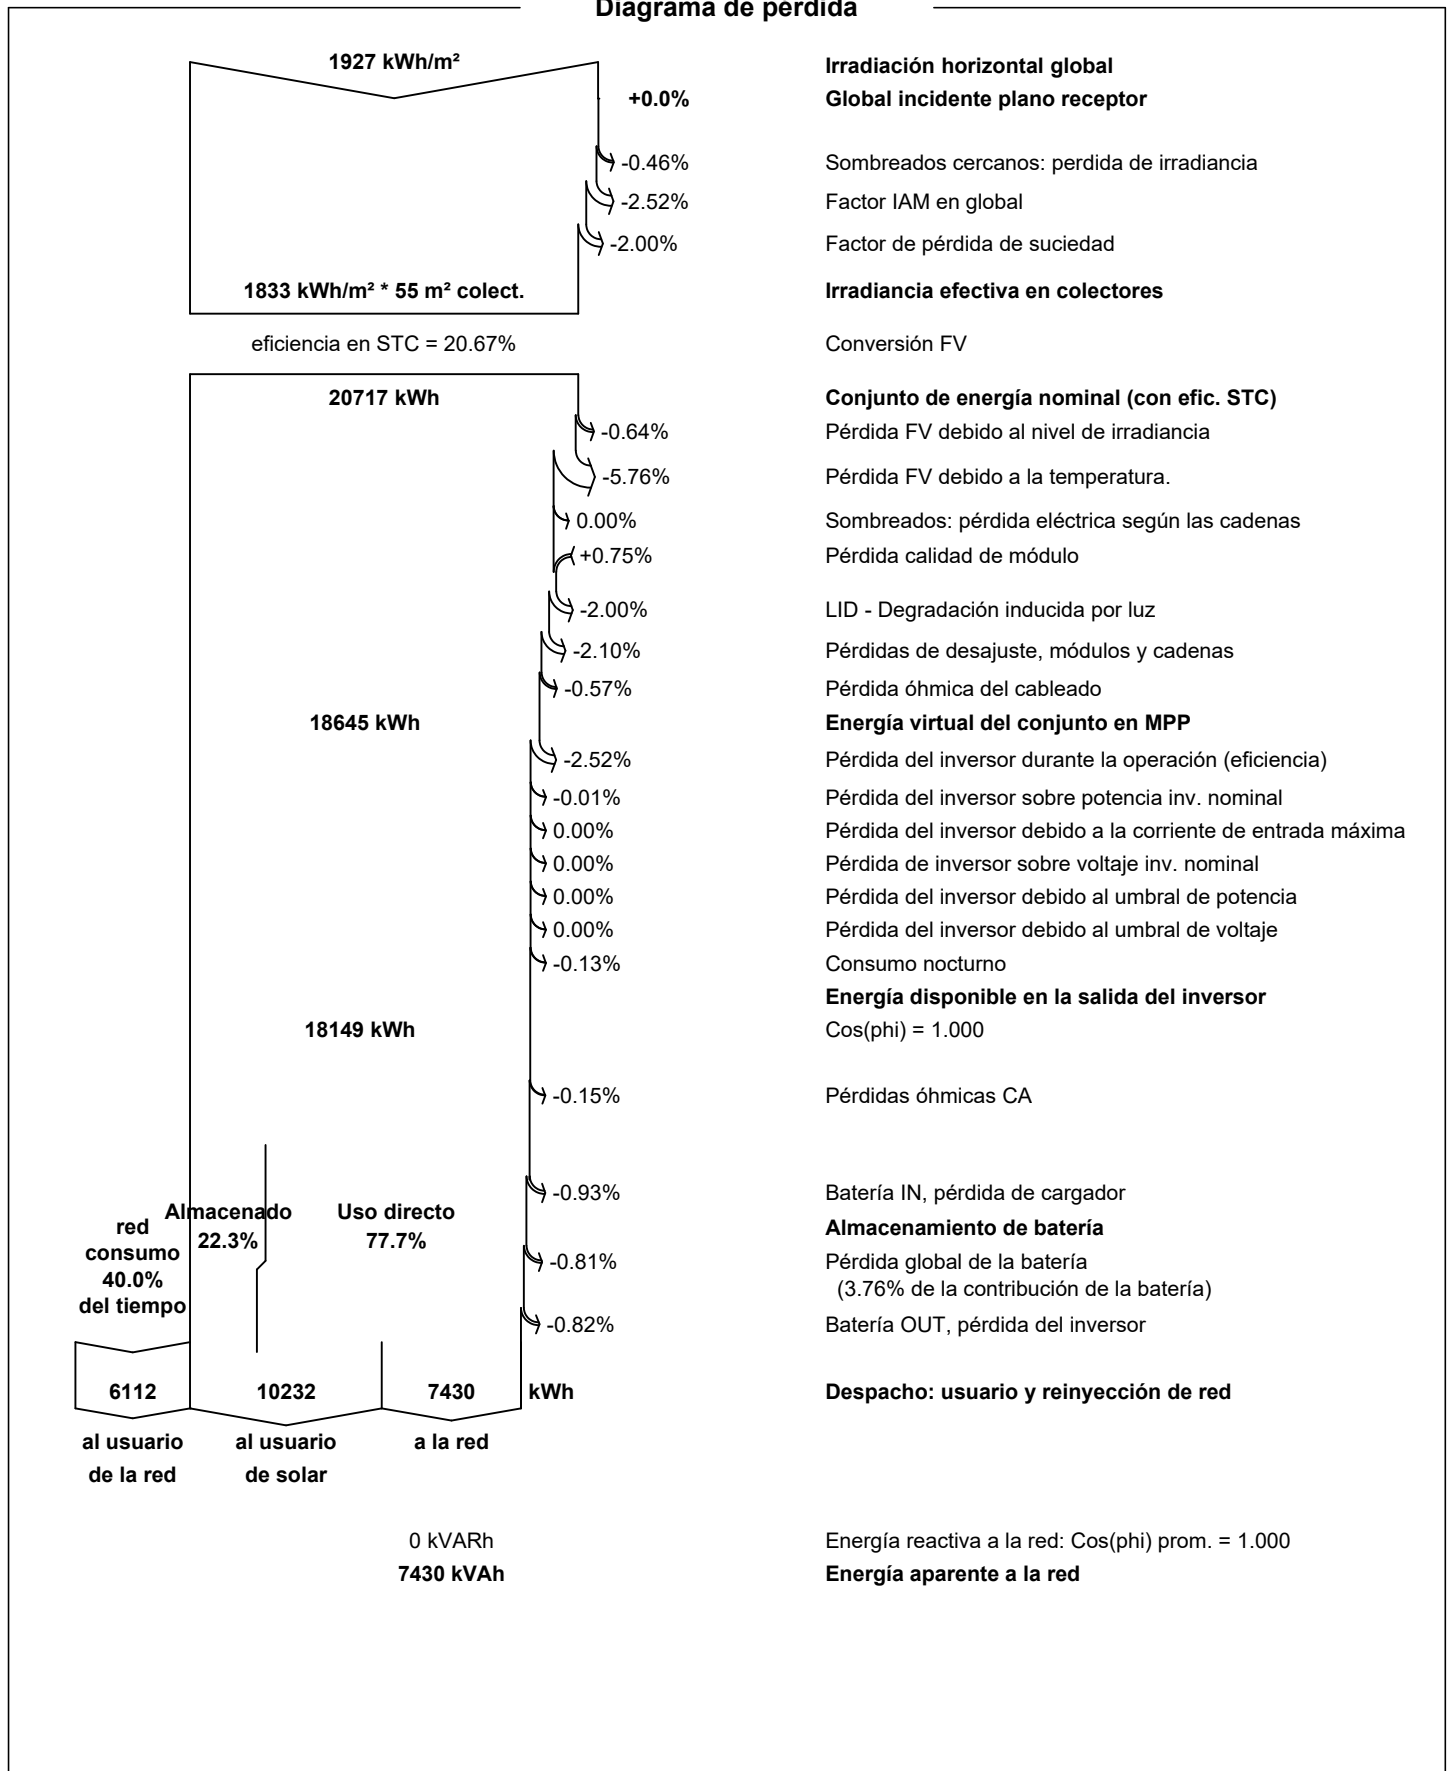 Diagrama de pérdida
1927 kWh/m²
Irradiación horizontal global
+0.0%
Global incidente plano receptor
-0.46%
Sombreados cercanos: perdida de irradiancia
-2.52%
Factor IAM en global
-2.00%
Factor de pérdida de suciedad
1833 kWh/m² * 55 m² colect.
Irradiancia efectiva en colectores
eficiencia en STC = 20.67%
Conversión FV
20717 kWh
Conjunto de energía nominal (con efic. STC)
-0.64%
Pérdida FV debido al nivel de irradiancia
-5.76%
Pérdida FV debido a la temperatura.
0.00%
Sombreados: pérdida eléctrica según las cadenas
+0.75%
Pérdida calidad de módulo
-2.00%
LID - Degradación inducida por luz
-2.10%
Pérdidas de desajuste, módulos y cadenas
-0.57%
Pérdida óhmica del cableado
18645 kWh
Energía virtual del conjunto en MPP
-2.52%
Pérdida del inversor durante la operación (eficiencia)
-0.01%
Pérdida del inversor sobre potencia inv. nominal
0.00%
Pérdida del inversor debido a la corriente de entrada máxima
0.00%
Pérdida de inversor sobre voltaje inv. nominal
0.00%
Pérdida del inversor debido al umbral de potencia
0.00%
Pérdida del inversor debido al umbral de voltaje
-0.13%
Consumo nocturno
Energía disponible en la salida del inversor
18149 kWh
Cos(phi) = 1.000
-0.15%
Pérdidas óhmicas CA
-0.93%
Batería IN, pérdida de cargador
Almacenado
22.3%
Uso directo
77.7%
red
consumo
40.0%
del tiempo
Almacenamiento de batería
-0.81%
Pérdida global de la batería
(3.76% de la contribución de la batería)
-0.82%
Batería OUT, pérdida del inversor
6112
10232
7430
kWh
Despacho: usuario y reinyección de red
al usuario
de la red
al usuario
de solar
a la red
0 kVARh
Energía reactiva a la red: Cos(phi) prom. = 1.000
7430 kVAh
Energía aparente a la red